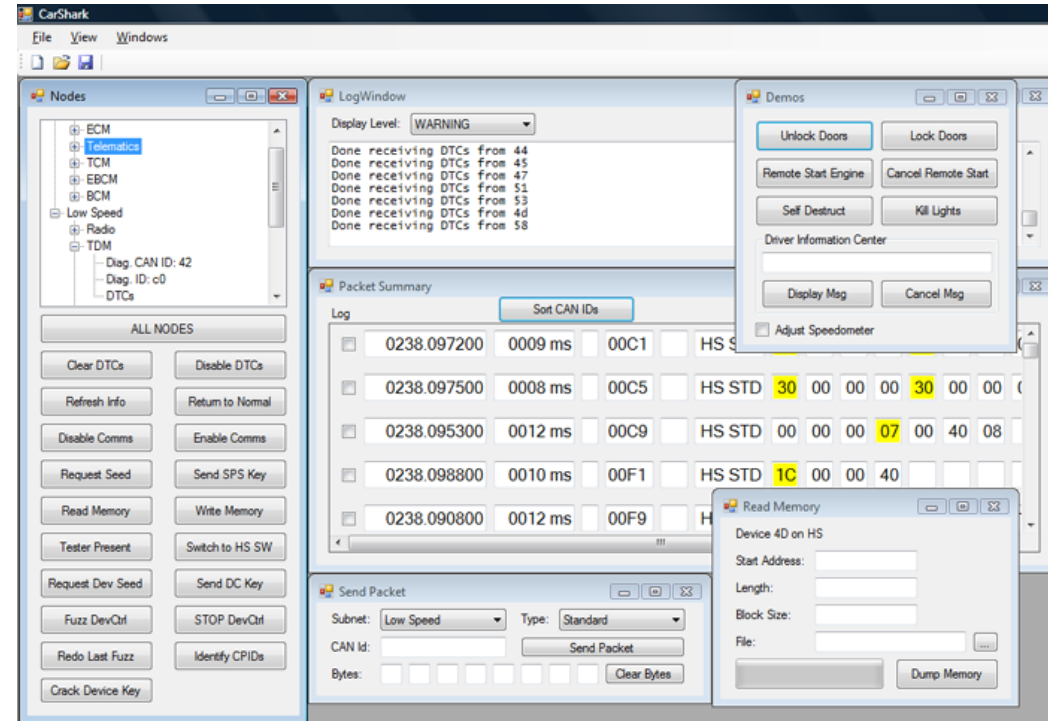 CarShark
File View Windows
Nodes
ECM
Telematics
TCM
EBCM
BCM
Low Speed
Radio
TDM
Diag. CAN ID: 42
Diag. ID: c0
DTCs
ALL NODES
Clear DTCs Disable DTCs
Refresh Info Return to Normal
Disable Comms Enable Comms
Request Seed Send SPS Key
Read Memory Write Memory
Tester Present Switch to HS SW
Request Dev Seed Send DC Key
Fuzz DevCtrl STOP DevCtrl
Redo Last Fuzz Identify CPIDs
Crack Device Key
LogWindow
Display Level: WARNING
Done receiving DTCs from 44
Done receiving DTCs from 45
Done receiving DTCs from 47
Done receiving DTCs from 51
Done receiving DTCs from 53
Done receiving DTCs from 4d
Done receiving DTCs from 58
Demos
Unlock Doors Lock Doors
Remote Start Engine Cancel Remote Start
Self Destruct Kill Lights
Driver Information Center
Display Msg Cancel Msg
Adjust Speedometer
Packet Summary
Log Sort CAN IDs
0238.097200 0009 ms 00C1 HS
0238.097500 0008 ms 00C5 HS STD 30 00 00 00 30 00 00
0238.095300 0012 ms 00C9 HS STD 00 00 00 07 00 40 08
0238.098800 0010 ms 00F1 HS STD 1C 00 00 40
0238.090800 0012 ms 00F9 H
Send Packet
Subnet: Low Speed Type: Standard
CAN Id: Send Packet
Bytes: Clear Bytes
Read Memory
Device 4D on HS
Start Address:
Length:
Block Size:
File: ...
Dump Memory